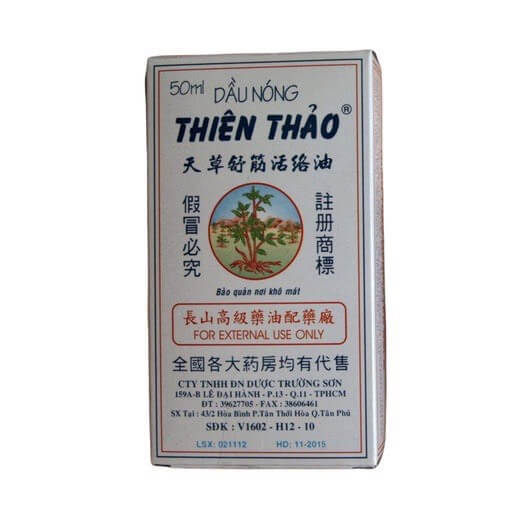 50ml DẦU NÓNG
THIÊN THẢO®
天草舒筋活络油
假冒必究
註册商標
Bảo quản nơi khô mát
長山高級藥油配藥廠
FOR EXTERNAL USE ONLY
全國各大药房均有代售
CTY TNHH ĐN DƯỢC TRƯỜNG SƠN
159A-B LÊ ĐẠI HÀNH - P.13 - Q.11 - TPHCM
ĐT : 39627705 - FAX : 38606461
SX Tại : 43/2 Hòa Bình P.Tân Thới Hòa Q.Tân Phú
SĐK : V1602 - H12 - 10
LSX: 021112 HD: 11-2015